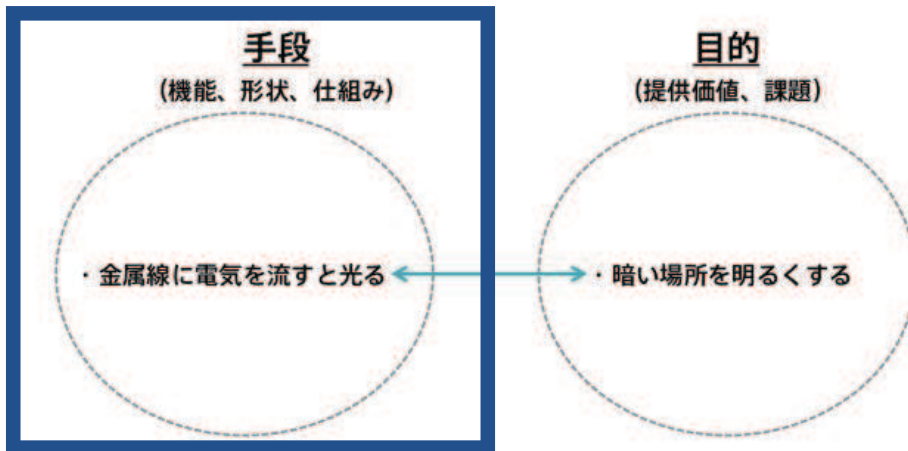 手段
(機能、形状、仕組み)
・金属線に電気を流すと光る
目的
(提供価値、課題)
・暗い場所を明るくする